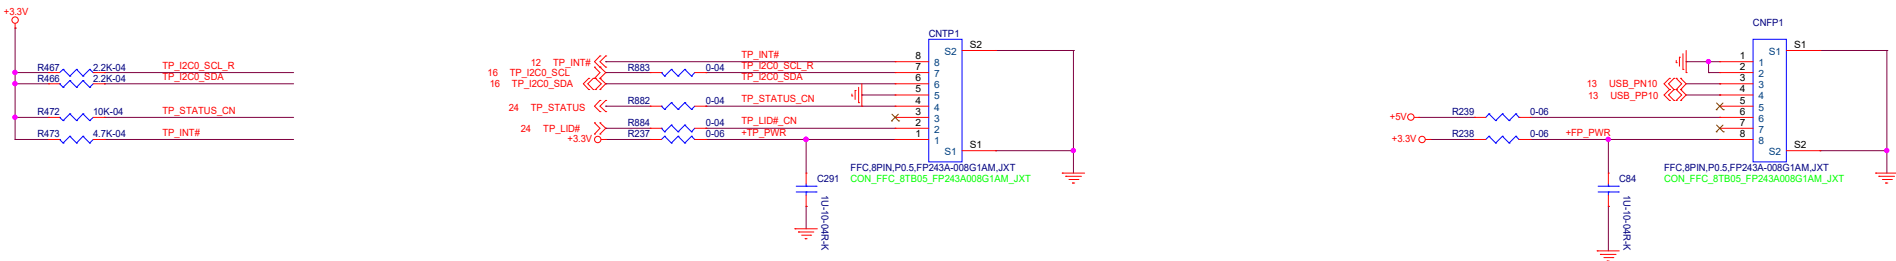 +3.3V
R467 2.2K-04 TP_I2C0_SCL_R
R466 2.2K-04 TP_I2C0_SDA
R472 10K-04 TP_STATUS_CN
R473 4.7K-04 TP_INT#
CNTP1
S2 S2
12 TP_INT# TP_INT# 8 8
16 TP_I2C0_SCL R883 0-04 TP_I2C0_SCL_R 7 7
16 TP_I2C0_SDA TP_I2C0_SDA 6 6
5 5
24 TP_STATUS R882 0-04 TP_STATUS_CN 4 4
3 3
24 TP_LID# R884 0-04 TP_LID#_CN 2 2
+3.3V R237 0-06 +TP_PWR 1 1
S1 S1
FFC,8PIN,P0.5,FP243A-008G1AM,JXT
CON_FFC_8TB05_FP243A008G1AM_JXT
C291
1U-10-04R-K
CNFP1
S1 S1
1 1
2 2
13 USB_PN10 3 3
13 USB_PP10 4 4
5 5
+5V R239 0-06 6 6
7 7
+3.3V R238 0-06 +FP_PWR 8 8
S2 S2
FFC,8PIN,P0.5,FP243A-008G1AM,JXT
CON_FFC_8TB05_FP243A008G1AM_JXT
C84
1U-10-04R-K